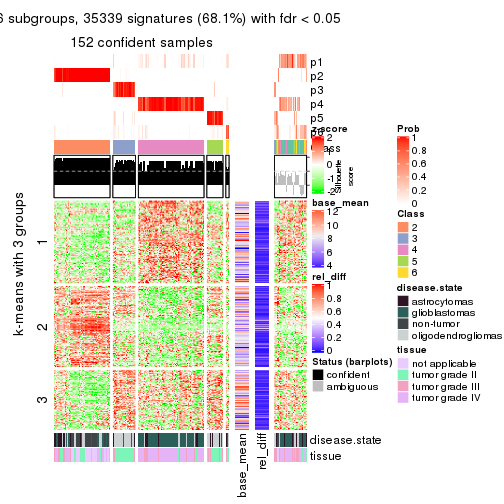 6 subgroups, 35339 signatures (68.1%) with fdr < 0.05
152 confident samples
p1
p2
p3
p4
p5
k-means with 3 groups
1
2
3
z-score
2
1
0
-2
Silhouette
score
base_mean
12
10
8
6
4
rel_diff
1
0.8
0.6
0.4
0.2
0
Status (barplots)
confident
ambiguous
Prob
1
0.8
0.6
0.4
0.2
0
Class
2
3
4
5
6
disease.state
astrocytomas
glioblastomas
non-tumor
oligodendrogliomas
tissue
not applicable
tumor grade II
tumor grade III
tumor grade IV
disease.state
tissue
base_mean
rel_diff